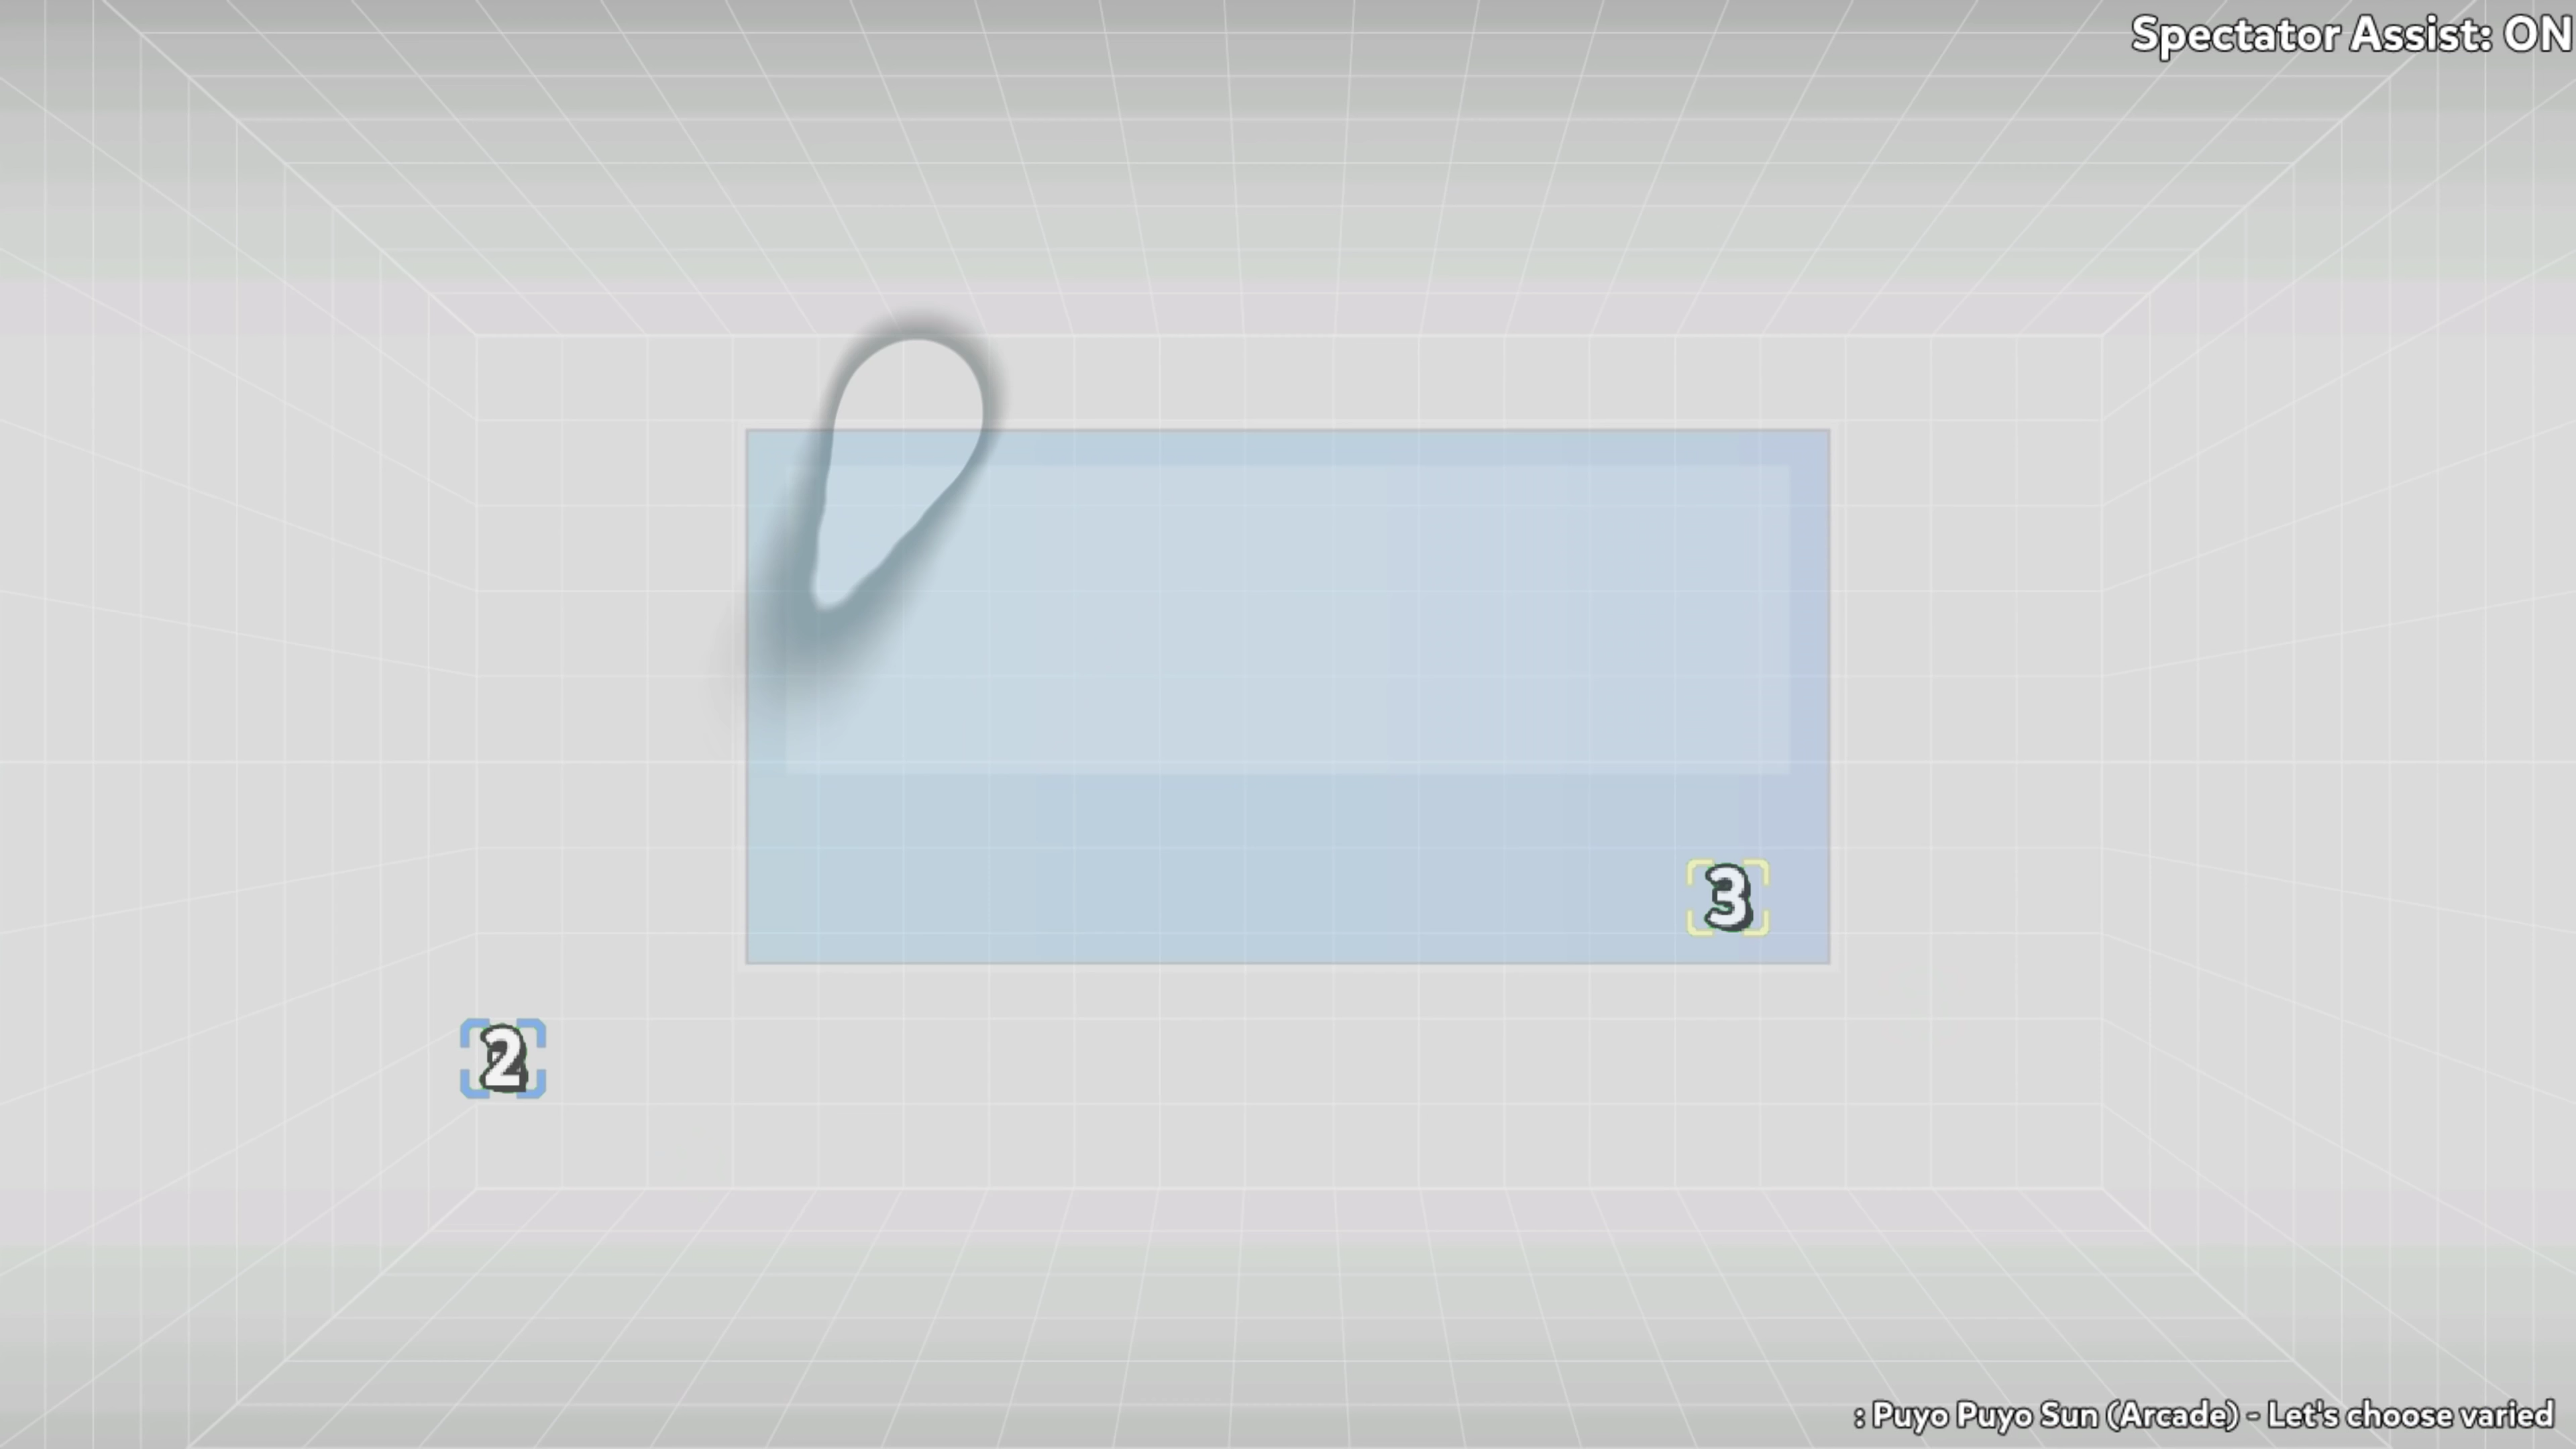 Spectator Assist: ON
3
2
: Puyo Puyo Sun (Arcade) - Let's choose varied